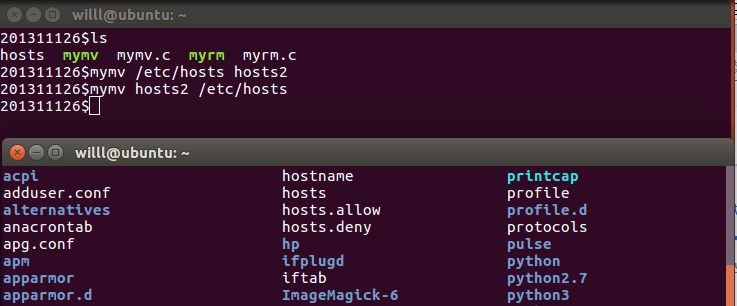 willl@ubuntu: ~
201311126$ls
hosts mymv mymv.c myrm myrm.c
201311126$mymv /etc/hosts hosts2
201311126$mymv hosts2 /etc/hosts
201311126$
willl@ubuntu: ~
acpi hostname printcap
adduser.conf hosts profile
alternatives hosts.allow profile.d
anacrontab hosts.deny protocols
apg.conf hp pulse
apm ifplugd python
apparmor iftab python2.7
apparmor.d ImageMagick-6 python3